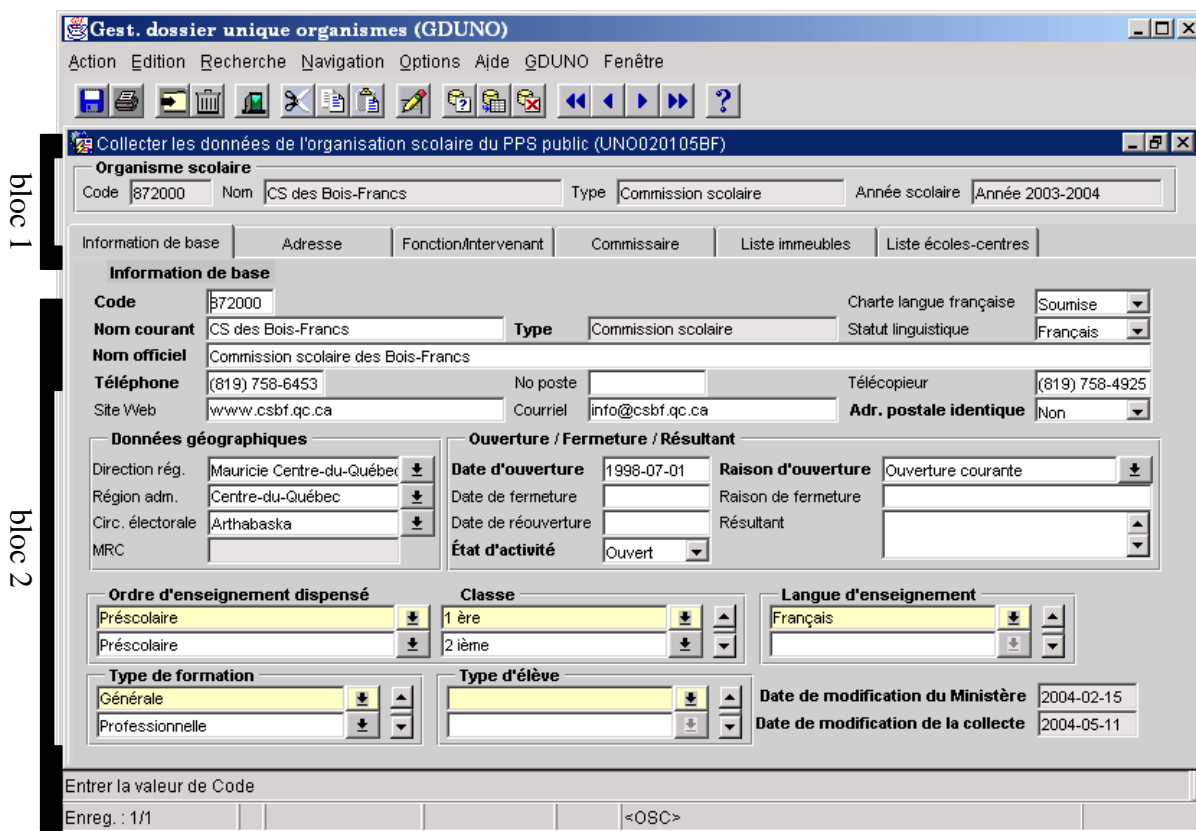 Gest. dossier unique organismes (GDUNO)
Action Edition Recherche Navigation Options Aide GDUNO Fenêtre
Collecter les données de l'organisation scolaire du PPS public (UNO020105BF)
bloc 1
Organisme scolaire
Code 872000 Nom CS des Bois-Francs Type Commission scolaire Année scolaire Année 2003-2004
Information de base Adresse Fonction/Intervenant Commissaire Liste immeubles Liste écoles-centres
bloc 2
Information de base
Code 872000 Charte langue française Soumise
Nom courant CS des Bois-Francs Type Commission scolaire Statut linguistique Français
Nom officiel Commission scolaire des Bois-Francs
Téléphone (819) 758-6453 No poste Télécopieur (819) 758-4925
Site Web www.csbf.qc.ca Courriel info@csbf.qc.ca Adr. postale identique Non
Données géographiques Ouverture / Fermeture / Résultant
Direction rég. Mauricie Centre-du-Québec Date d'ouverture 1998-07-01 Raison d'ouverture Ouverture courante
Région adm. Centre-du-Québec Date de fermeture Raison de fermeture
Circ. électorale Arthabaska Date de réouverture Résultant
MRC État d'activité Ouvert
Ordre d'enseignement dispensé Classe Langue d'enseignement
Préscolaire 1 ère Français
Préscolaire 2 ième
Type de formation Type d'élève
Générale Date de modification du Ministère 2004-02-15
Professionnelle Date de modification de la collecte 2004-05-11
Entrer la valeur de Code
Enreg. : 1/1 <OSC>